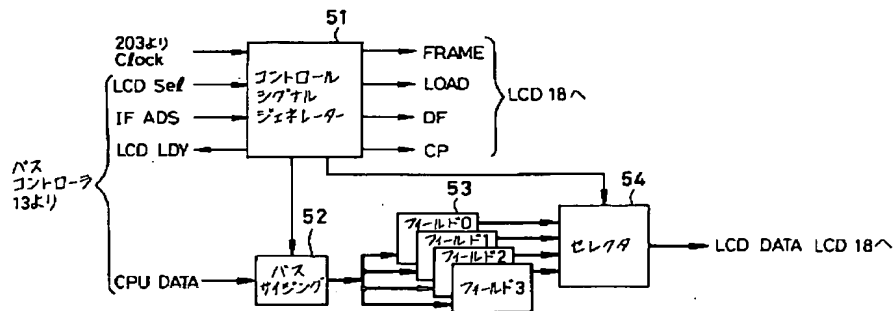 51
203より
Clock
LCD Sel
IF ADS
LCD LDY
コントロール
シグナル
ジェネレーター
FRAME
LOAD
DF
CP
LCD 18へ
バス
コントローラ
13より
CPU DATA
52
バス
サイジング
53
フィールド0
フィールド1
フィールド2
フィールド3
54
セレクタ
LCD DATA LCD 18へ